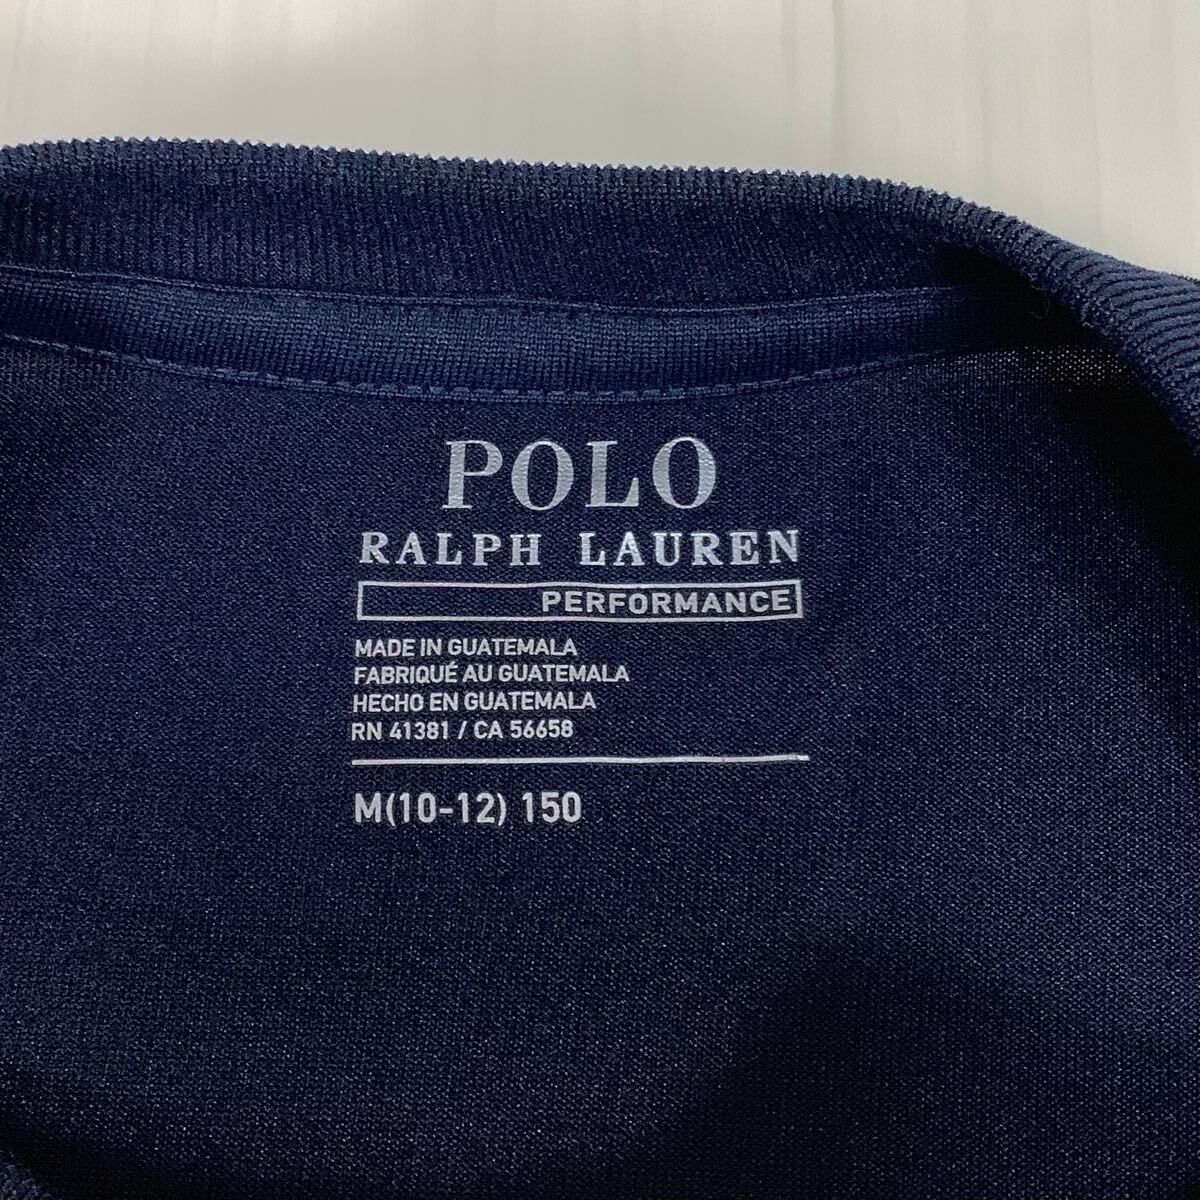 POLO
RALPH LAUREN
PERFORMANCE
MADE IN GUATEMALA
FABRIQUÉ AU GUATEMALA
HECHO EN GUATEMALA
RN 41381 / CA 56658
M(10-12) 150